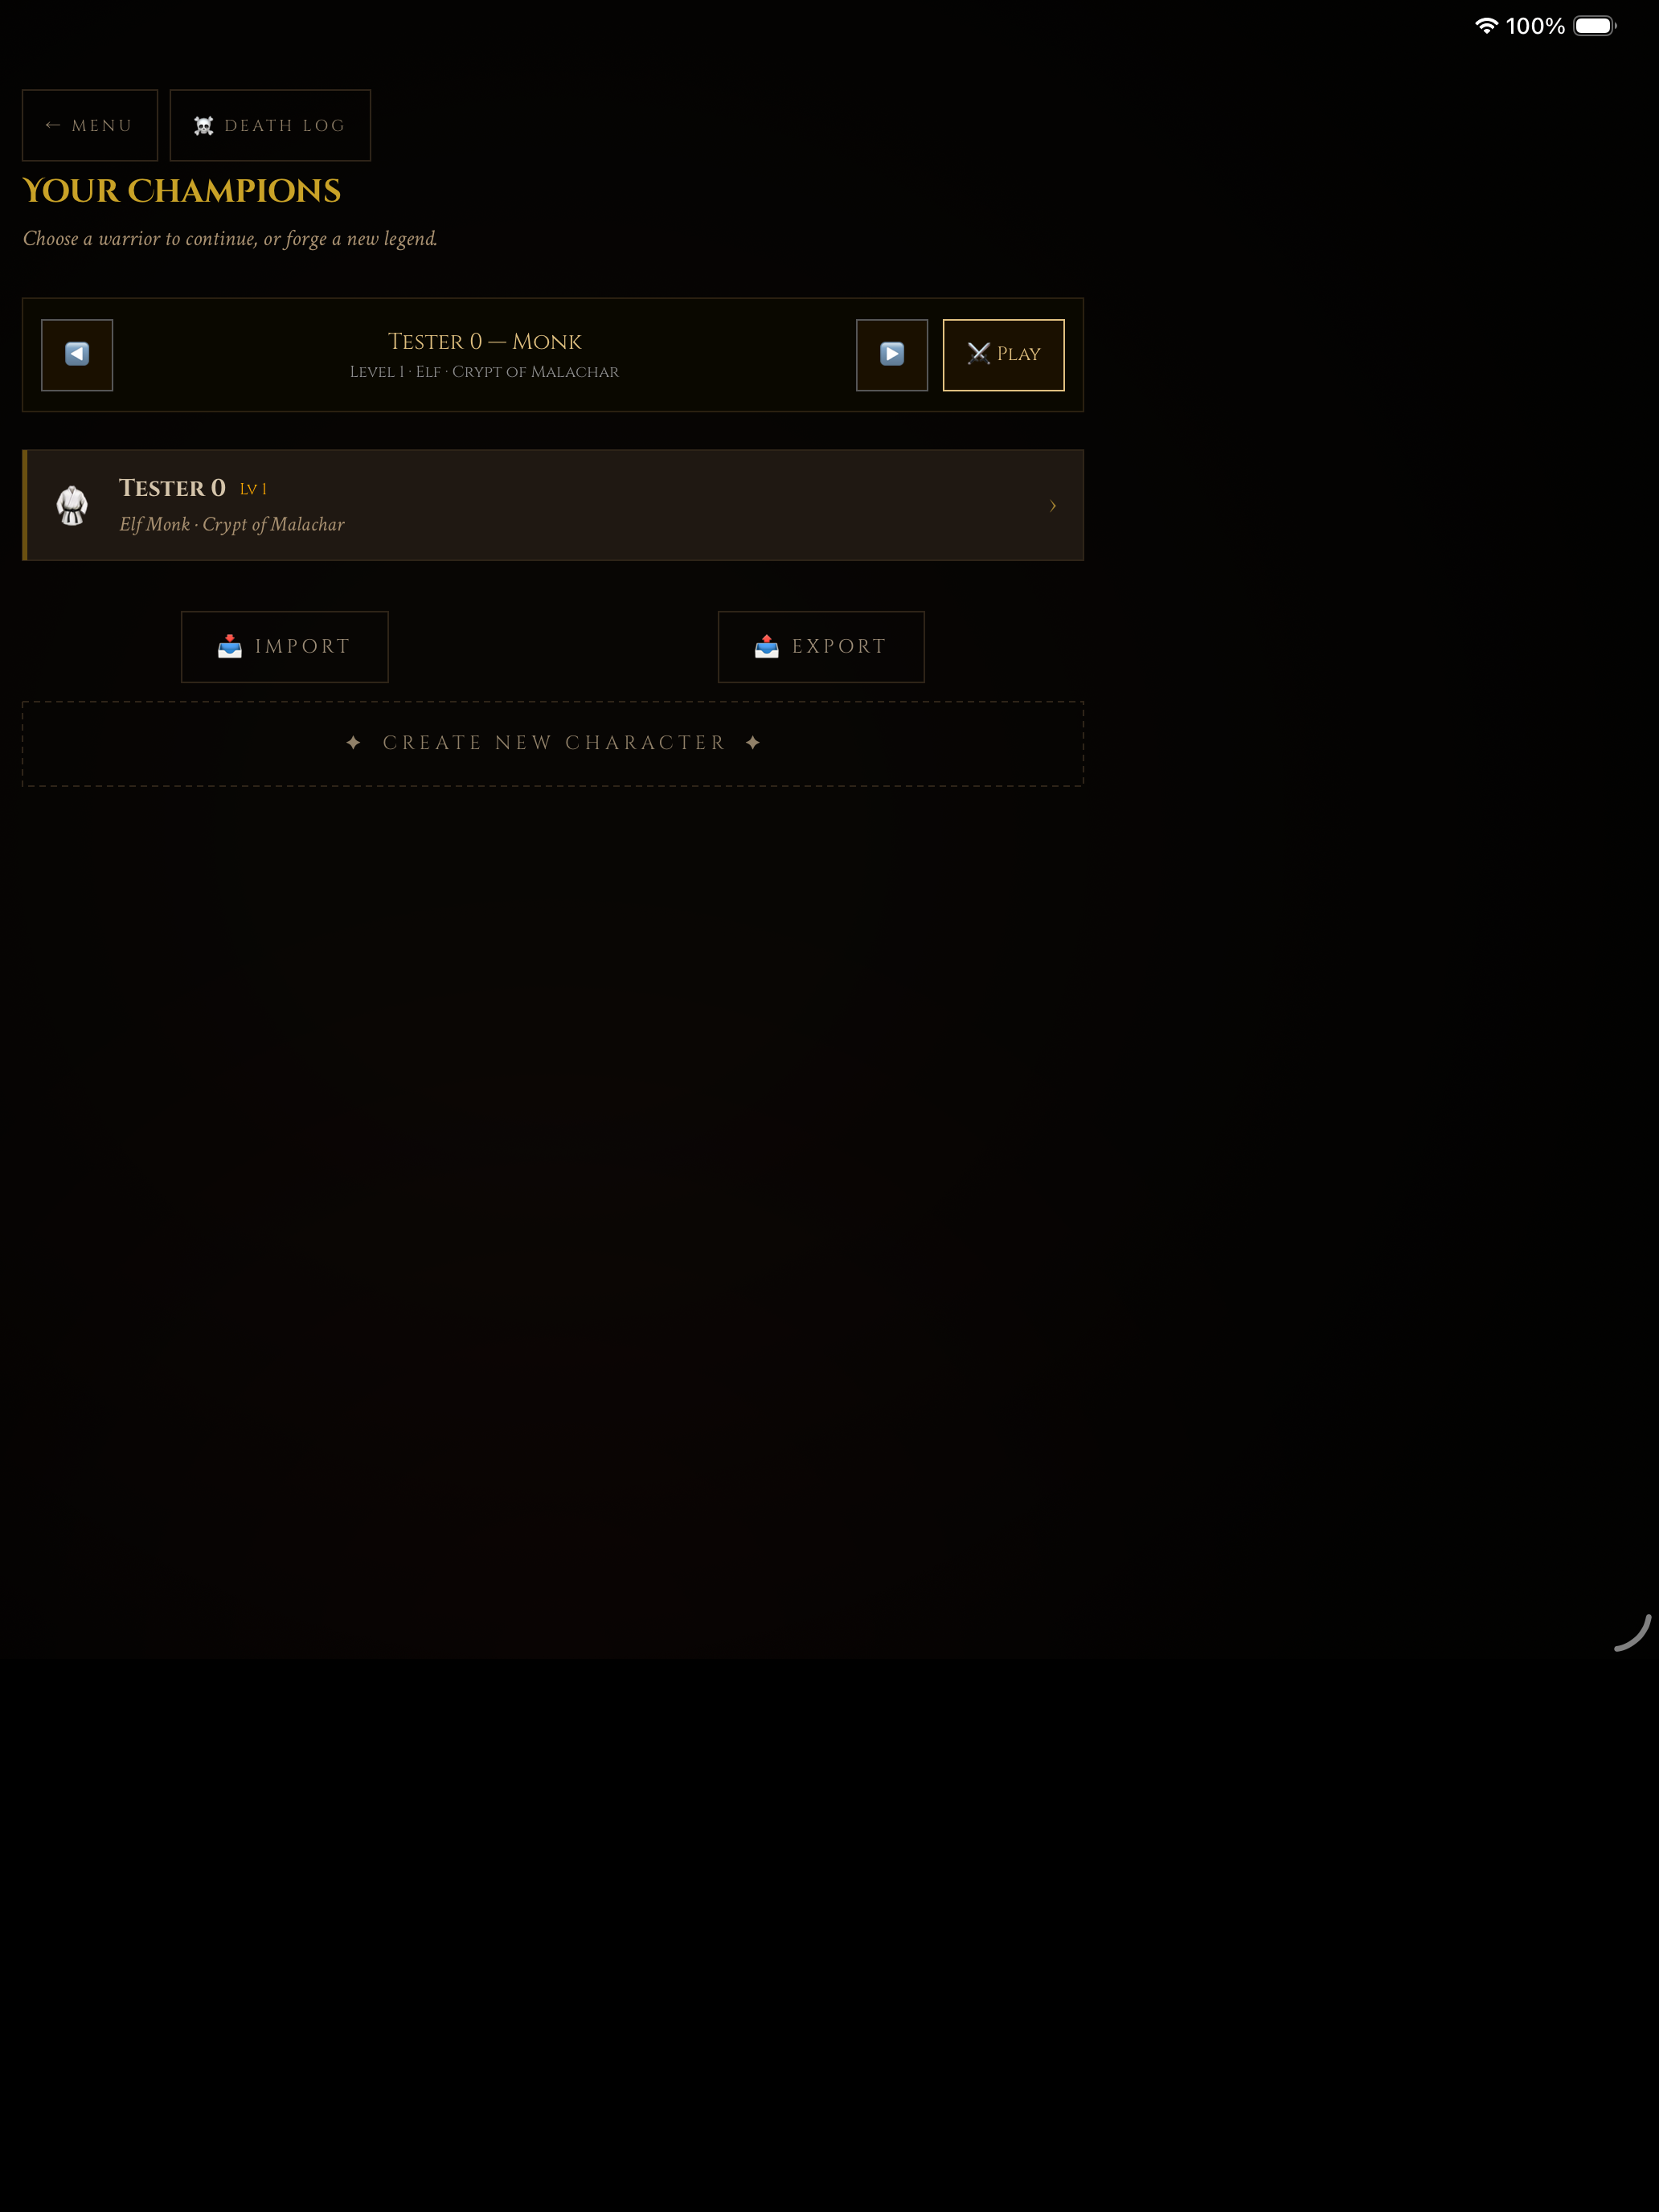 100%
← MENU
☠ DEATH LOG
Your Champions
Choose a warrior to continue, or forge a new legend.
Tester 0 — Monk
Level 1 · Elf · Crypt of Malachar
⚔ Play
Tester 0 Lv 1
Elf Monk · Crypt of Malachar
›
📥 IMPORT
📤 EXPORT
✦ CREATE NEW CHARACTER ✦